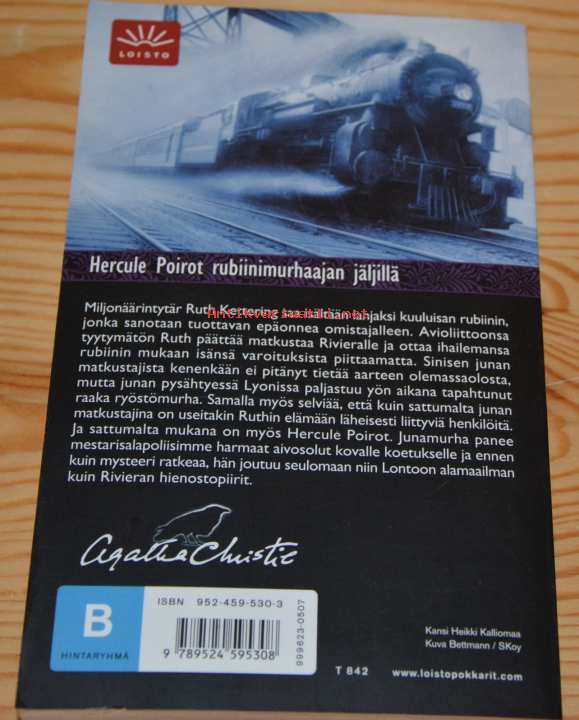 LOISTO
Hercule Poirot rubiinimurhaajan jäljillä
Miljonäärintytär Ruth Kettering saa isältään lahjaksi kuuluisan rubiinin,
jonka sanotaan tuottavan epäonnea omistajalleen. Avioliittoonsa
tyytymätön Ruth päättää matkustaa Rivieralle ja ottaa ihailemansa
rubiinin mukaan isänsä varoituksista piittaamatta. Sinisen junan
matkustajista kenenkään ei pitänyt tietää aarteen olemassaolosta,
mutta junan pysähtyessä Lyonissa paljastuu yön aikana tapahtunut
raaka ryöstömurha. Samalla myös selviää, että kuin sattumalta junan
matkustajina on useitakin Ruthin elämään läheisesti liittyviä henkilöitä.
Ja sattumalta mukana on myös Hercule Poirot. Junamurha panee
mestarisalapoliisimme harmaat aivosolut kovalle koetukselle ja ennen
kuin mysteeri ratkeaa, hän joutuu seulomaan niin Lontoon alamaailman
kuin Rivieran hienostopiirit.
Agatha Christie
B
HINTARYHMÄ
ISBN 952-459-530-3
9 789524 595308
999623-0507
Kansi Heikki Kalliomaa
Kuva Bettmann / SKoy
T 842 www.loistopokkarit.com